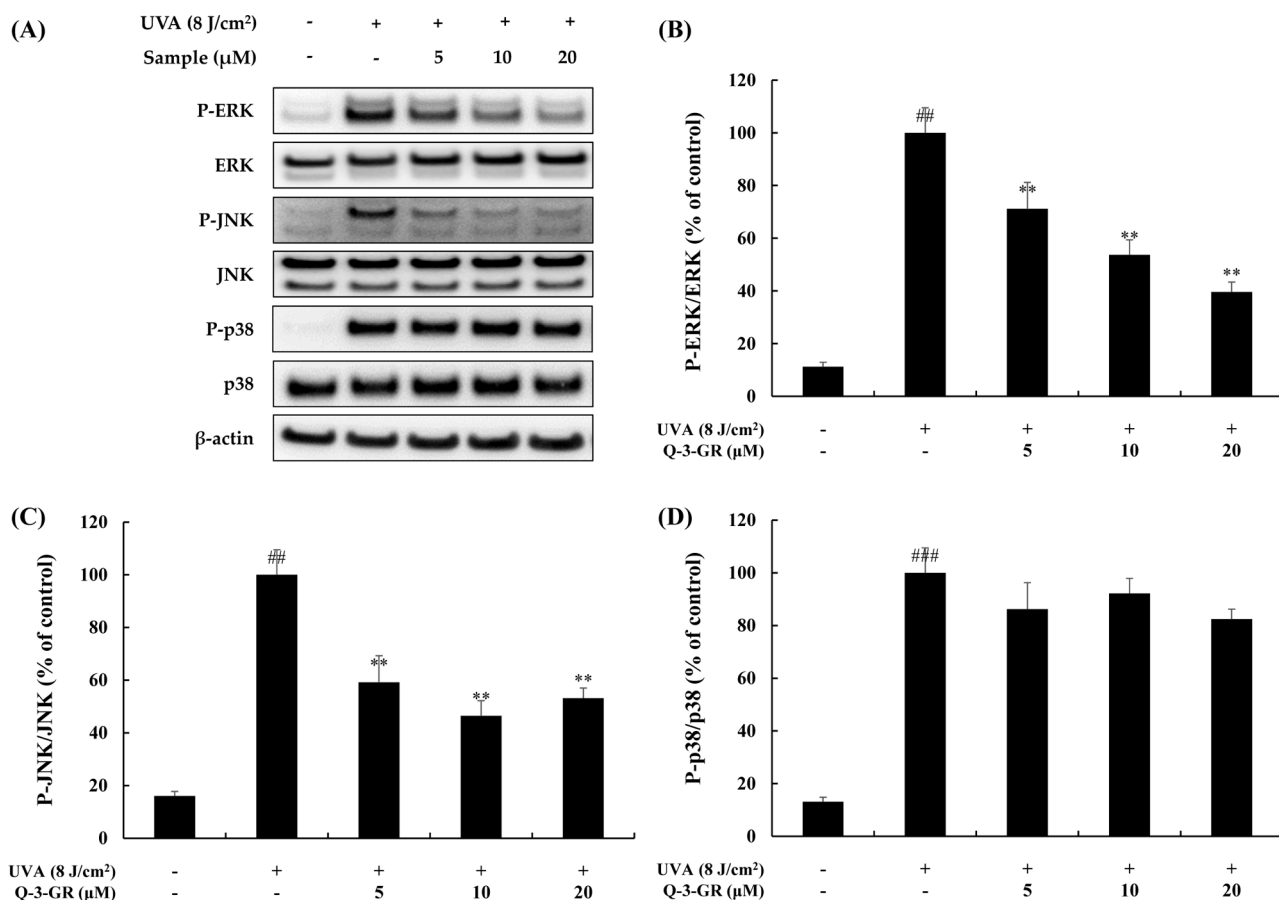 (A)
UVA (8 J/cm²) - + + + +
Sample (μM) - - 5 10 20
P-ERK
ERK
P-JNK
JNK
P-p38
p38
β-actin
(B)
P-ERK/ERK (% of control)
120
100
80
60
40
20
0
##
**
**
**
UVA (8 J/cm²) - + + + +
Q-3-GR (μM) - - 5 10 20
(C)
P-JNK/JNK (% of control)
120
100
80
60
40
20
0
##
**
**
**
UVA (8 J/cm²) - + + + +
Q-3-GR (μM) - - 5 10 20
(D)
P-p38/p38 (% of control)
120
100
80
60
40
20
0
###
UVA (8 J/cm²) - + + + +
Q-3-GR (μM) - - 5 10 20